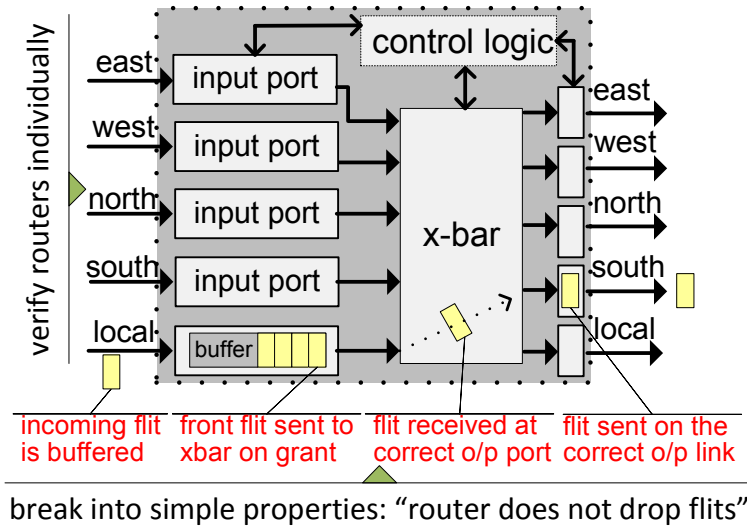 verify routers individually
control logic
east
input port
west
input port
north
input port
south
input port
local
buffer
x-bar
east
west
north
south
local
incoming flit
is buffered
front flit sent to
xbar on grant
flit received at
correct o/p port
flit sent on the
correct o/p link
break into simple properties: “router does not drop flits”